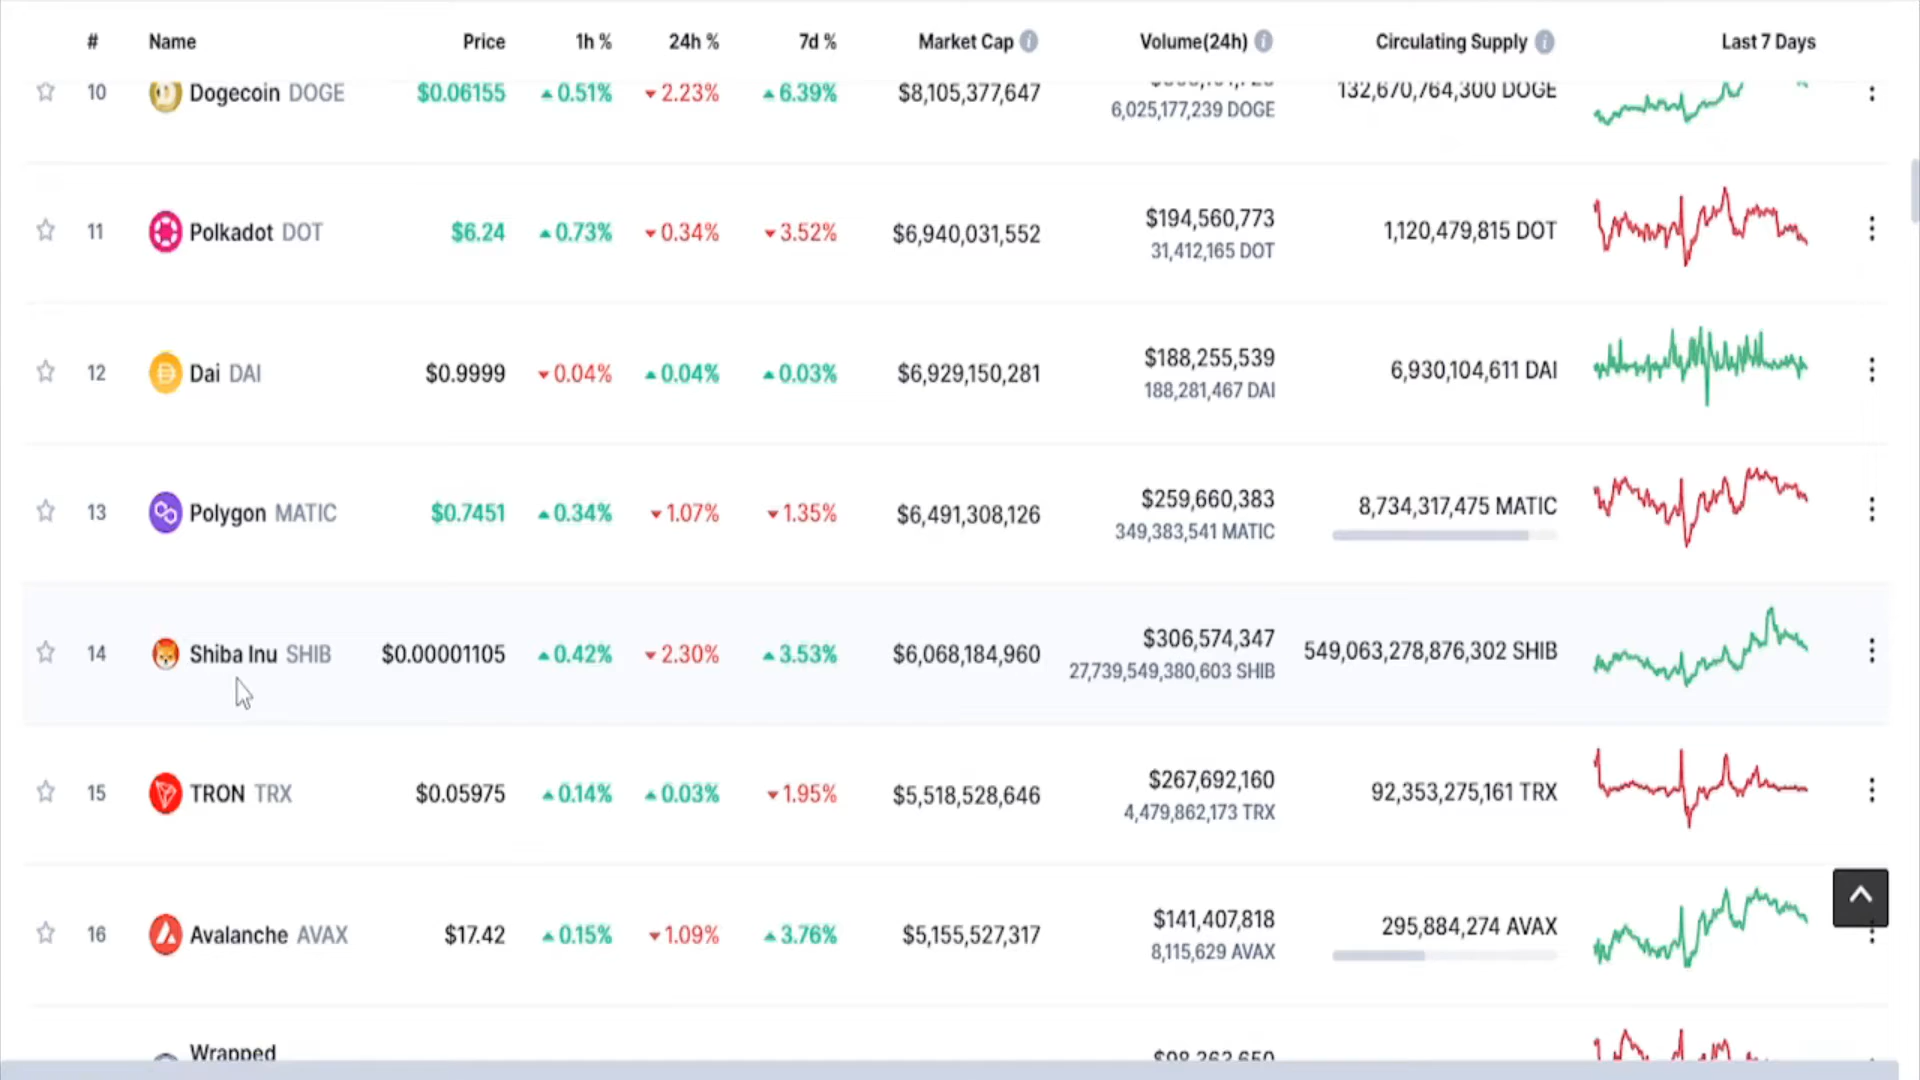 # Name Price 1h % 24h % 7d % Market Cap Volume(24h) Circulating Supply Last 7 Days
10 Dogecoin DOGE $0.06155 0.51% 2.23% 6.39% $8,105,377,647 132,670,764,300 DOGE
6,025,177,239 DOGE
11 Polkadot DOT $6.24 0.73% 0.34% 3.52% $6,940,031,552 $194,560,773 1,120,479,815 DOT
31,412,165 DOT
12 Dai DAI $0.9999 0.04% 0.04% 0.03% $6,929,150,281 $188,255,539 6,930,104,611 DAI
188,281,467 DAI
13 Polygon MATIC $0.7451 0.34% 1.07% 1.35% $6,491,308,126 $259,660,383 8,734,317,475 MATIC
349,383,541 MATIC
14 Shiba Inu SHIB $0.00001105 0.42% 2.30% 3.53% $6,068,184,960 $306,574,347 549,063,278,876,302 SHIB
27,739,549,380,603 SHIB
15 TRON TRX $0.05975 0.14% 0.03% 1.95% $5,518,528,646 $267,692,160 92,353,275,161 TRX
4,479,862,173 TRX
16 Avalanche AVAX $17.42 0.15% 1.09% 3.76% $5,155,527,317 $141,407,818 295,884,274 AVAX
8,115,629 AVAX
Wrapped